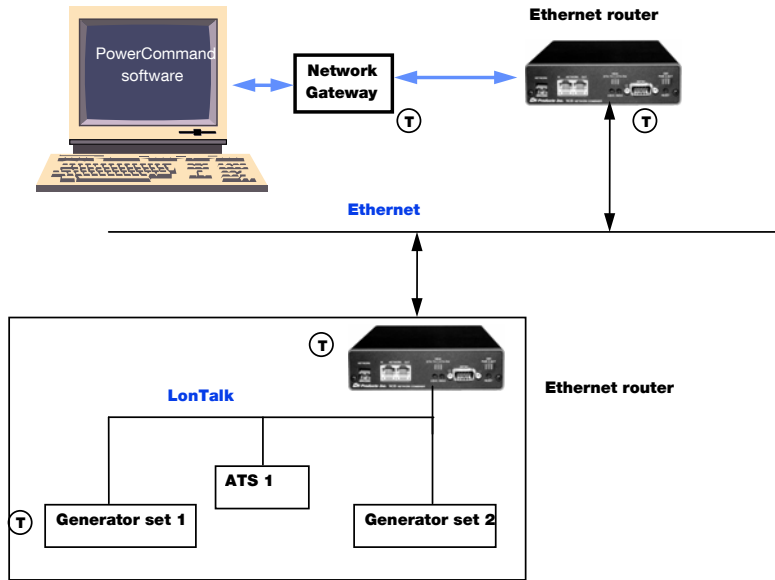 Ethernet router
PowerCommand
software
Network
Gateway
T
T
Ethernet
T
Ethernet router
LonTalk
ATS 1
T
Generator set 1
Generator set 2